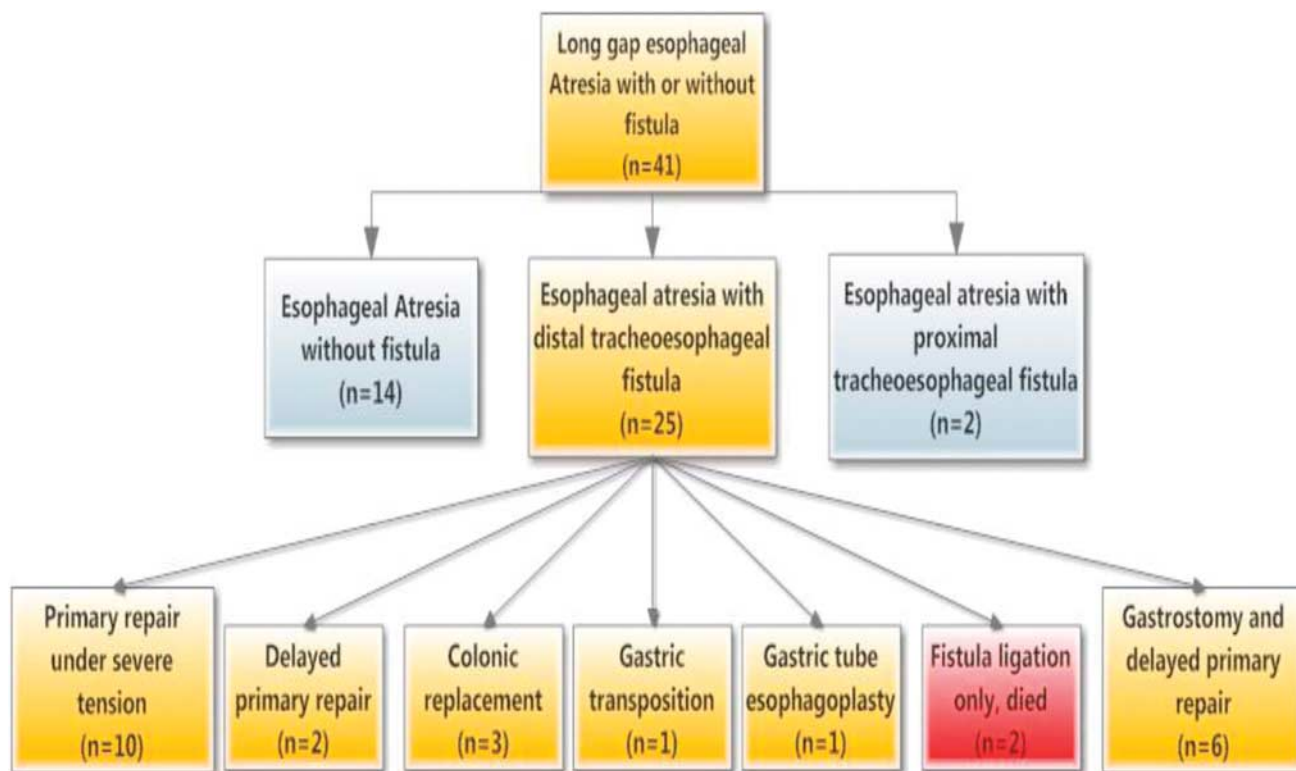 Long gap esophageal
Atresia with or without
fistula
(n=41)
Esophageal Atresia
without fistula
(n=14)
Esophageal atresia with
distal tracheoesophageal
fistula
(n=25)
Esophageal atresia with
proximal
tracheoesophageal fistula
(n=2)
Primary repair
under severe
tension
(n=10)
Delayed
primary repair
(n=2)
Colonic
replacement
(n=3)
Gastric
transposition
(n=1)
Gastric tube
esophagoplasty
(n=1)
Fistula ligation
only, died
(n=2)
Gastrostomy and
delayed primary
repair
(n=6)